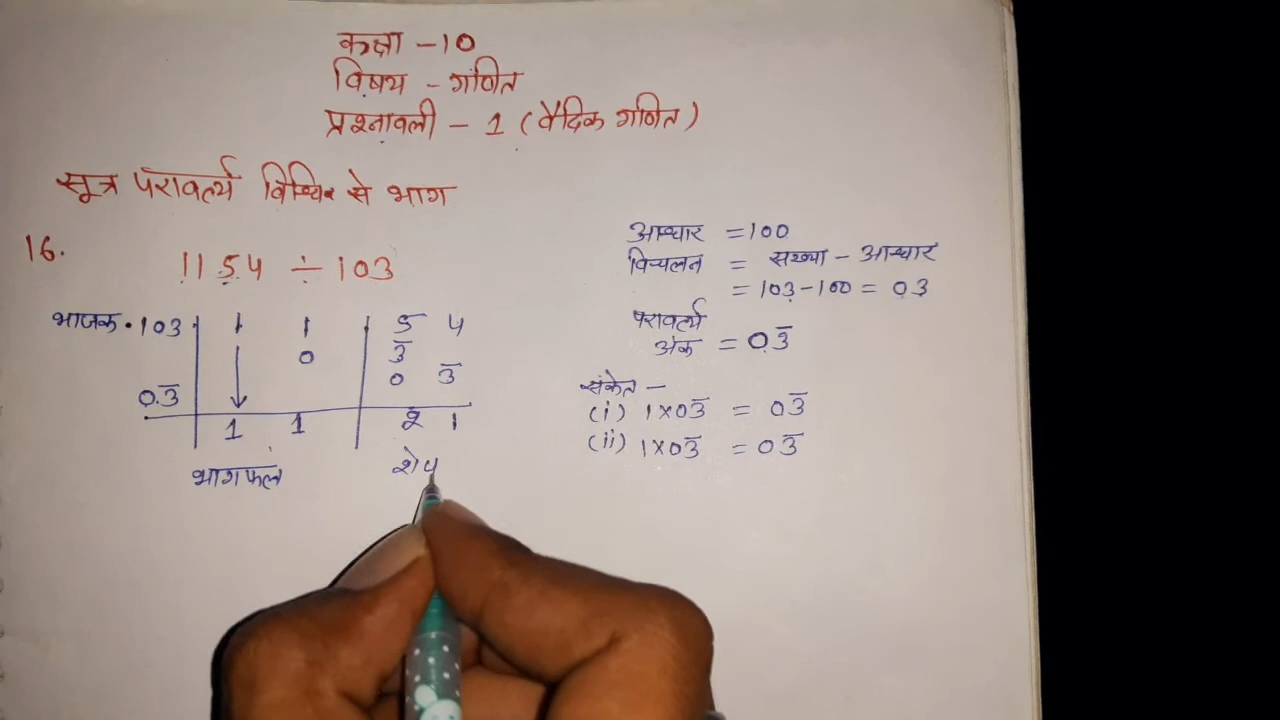 कक्षा - 10
विषय - गणित
प्रश्नावली - 1 (वैदिक गणित)
सूत्र परावर्त्य विधि से भाग
16.
1154 ÷ 103
भाजक 103 1 1 5 4
0 3̅
0 3̅
0.3̅
1 1 2 1
भागफल शेष
आधार = 100
विचलन = संख्या - आधार
= 103 - 100 = 03
परावर्त्य
अंक = 03̅
संकेत -
(i) 1×03̅ = 03̅
(ii) 1×03̅ = 03̅